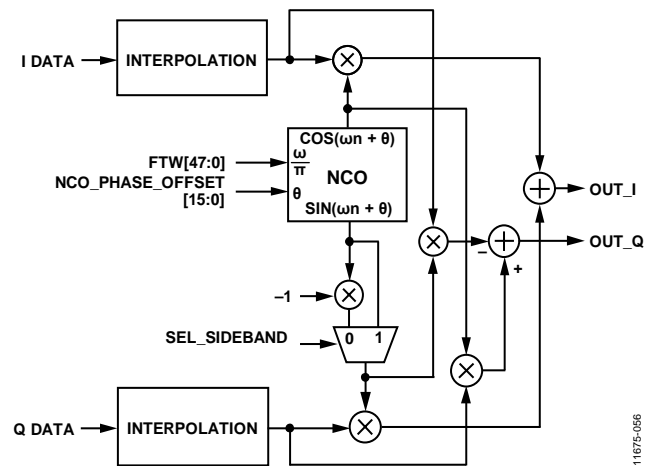 I DATA
INTERPOLATION
COS(ωn + θ)
FTW[47:0]
ω
π
NCO
NCO_PHASE_OFFSET
[15:0]
θ
SIN(ωn + θ)
OUT_I
–
+
OUT_Q
–1
SEL_SIDEBAND
0 1
Q DATA
INTERPOLATION
11675-056